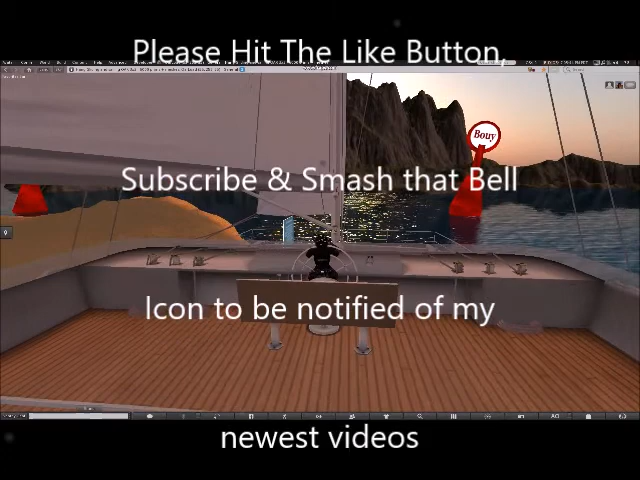 Please Hit The Like Button,
Bouy
Subscribe & Smash that Bell
Icon to be notified of my
newest videos